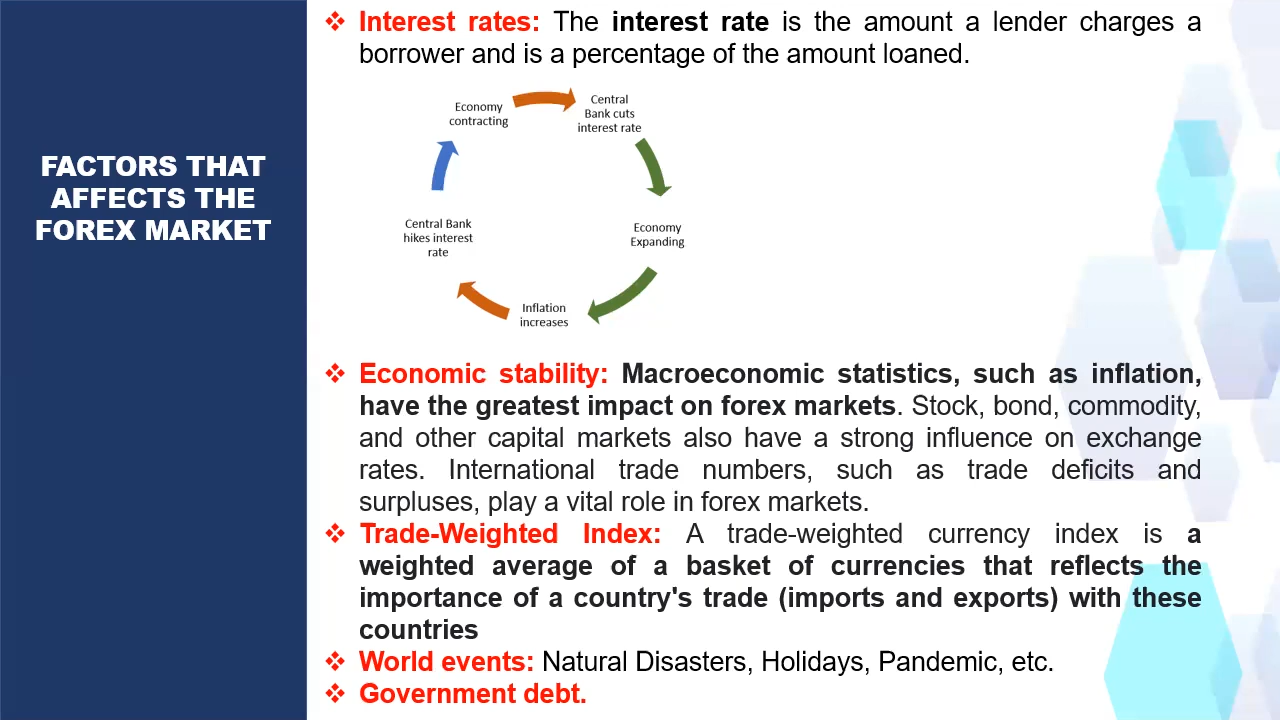 FACTORS THAT
AFFECTS THE
FOREX MARKET
❖ Interest rates: The interest rate is the amount a lender charges a
borrower and is a percentage of the amount loaned.
Economy
contracting
Central
Bank cuts
interest rate
Economy
Expanding
Inflation
increases
Central Bank
hikes interest
rate
❖ Economic stability: Macroeconomic statistics, such as inflation,
have the greatest impact on forex markets. Stock, bond, commodity,
and other capital markets also have a strong influence on exchange
rates. International trade numbers, such as trade deficits and
surpluses, play a vital role in forex markets.
❖ Trade-Weighted Index: A trade-weighted currency index is a
weighted average of a basket of currencies that reflects the
importance of a country's trade (imports and exports) with these
countries
❖ World events: Natural Disasters, Holidays, Pandemic, etc.
❖ Government debt.